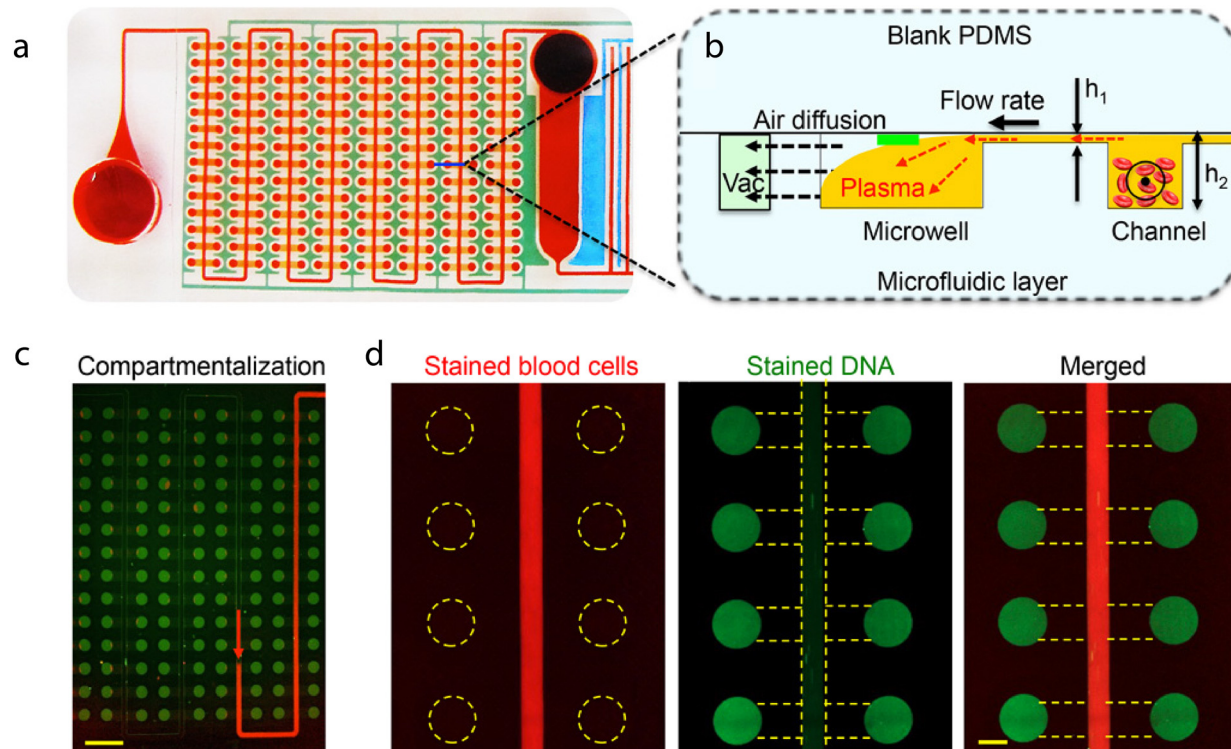 a
b
Blank PDMS
Flow rate
h1
Air diffusion
h2
Vac
Plasma
Microwell
Channel
Microfluidic layer
c
Compartmentalization
d
Stained blood cells
Stained DNA
Merged